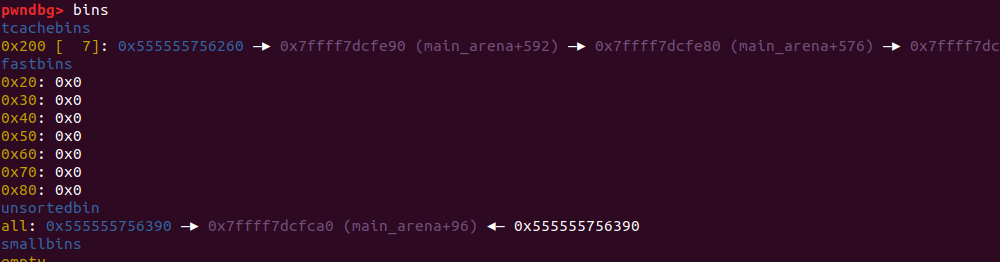 pwndbg> bins
tcachebins
0x200 [  7]: 0x555555756260 —▸ 0x7ffff7dcfe90 (main_arena+592) —▸ 0x7ffff7dcfe80 (main_arena+576) —▸ 0x7ffff7dc
fastbins
0x20: 0x0
0x30: 0x0
0x40: 0x0
0x50: 0x0
0x60: 0x0
0x70: 0x0
0x80: 0x0
unsortedbin
all: 0x555555756390 —▸ 0x7ffff7dcfca0 (main_arena+96) ◂— 0x555555756390
smallbins
empty